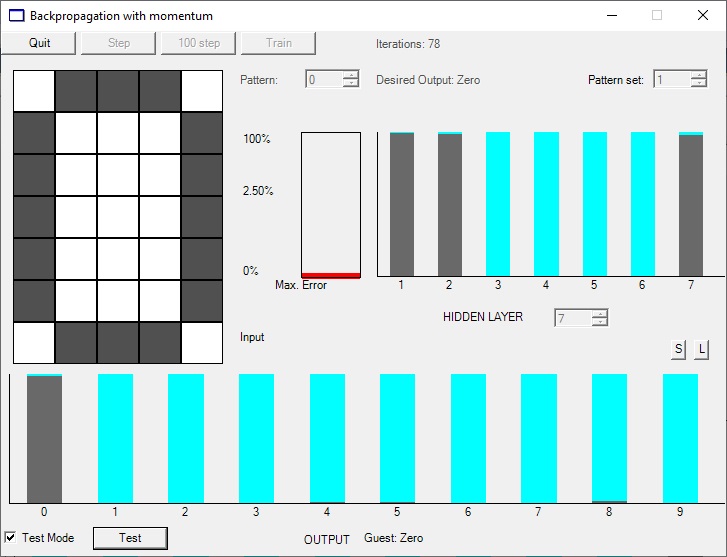 Backpropagation with momentum
Quit Step 100 step Train Iterations: 78
Pattern: 0 Desired Output: Zero Pattern set: 1
100%
2.50%
0%
Max. Error
1 2 3 4 5 6 7
HIDDEN LAYER 7
Input
S L
0 1 2 3 4 5 6 7 8 9
Test Mode Test OUTPUT Guest: Zero